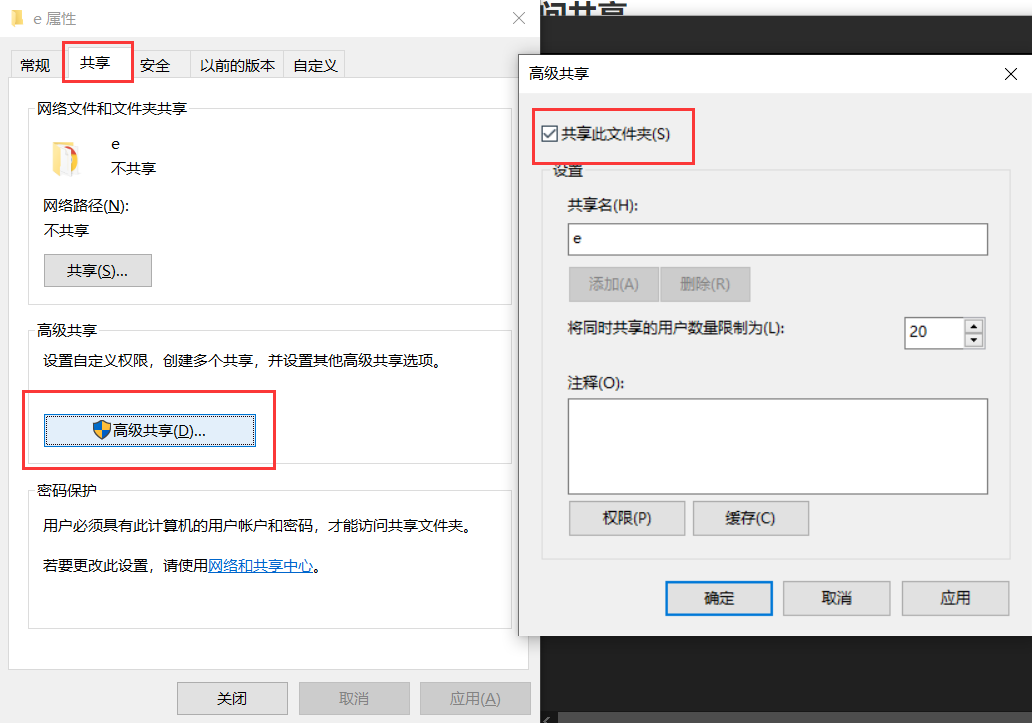 e 属性
常规
共享
安全
以前的版本
自定义
网络文件和文件夹共享
e
不共享
网络路径(N):
不共享
共享(S)...
高级共享
设置自定义权限，创建多个共享，并设置其他高级共享选项。
高级共享(D)...
密码保护
用户必须具有此计算机的用户帐户和密码，才能访问共享文件夹。
若要更改此设置，请使用网络和共享中心。
关闭
取消
应用(A)
高级共享
共享此文件夹(S)
设置
共享名(H):
e
添加(A)
删除(R)
将同时共享的用户数量限制为(L):
20
注释(O):
权限(P)
缓存(C)
确定
取消
应用